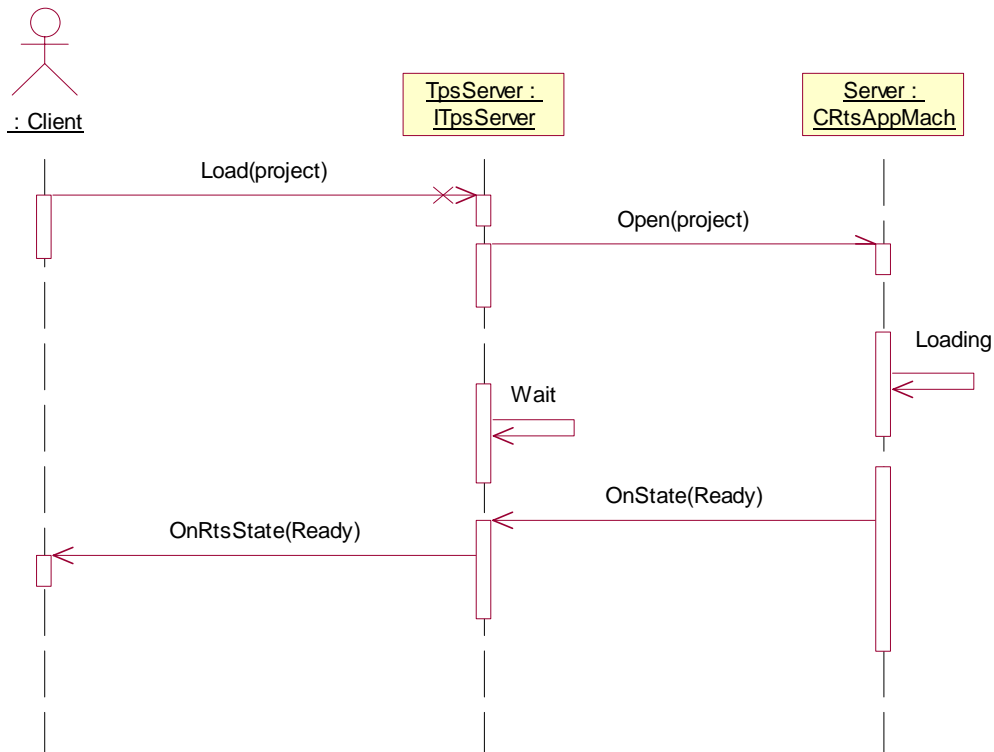 : Client
TpsServer :
ITpsServer
Server :
CRtsAppMach
Load(project)
Open(project)
Loading
Wait
OnState(Ready)
OnRtsState(Ready)